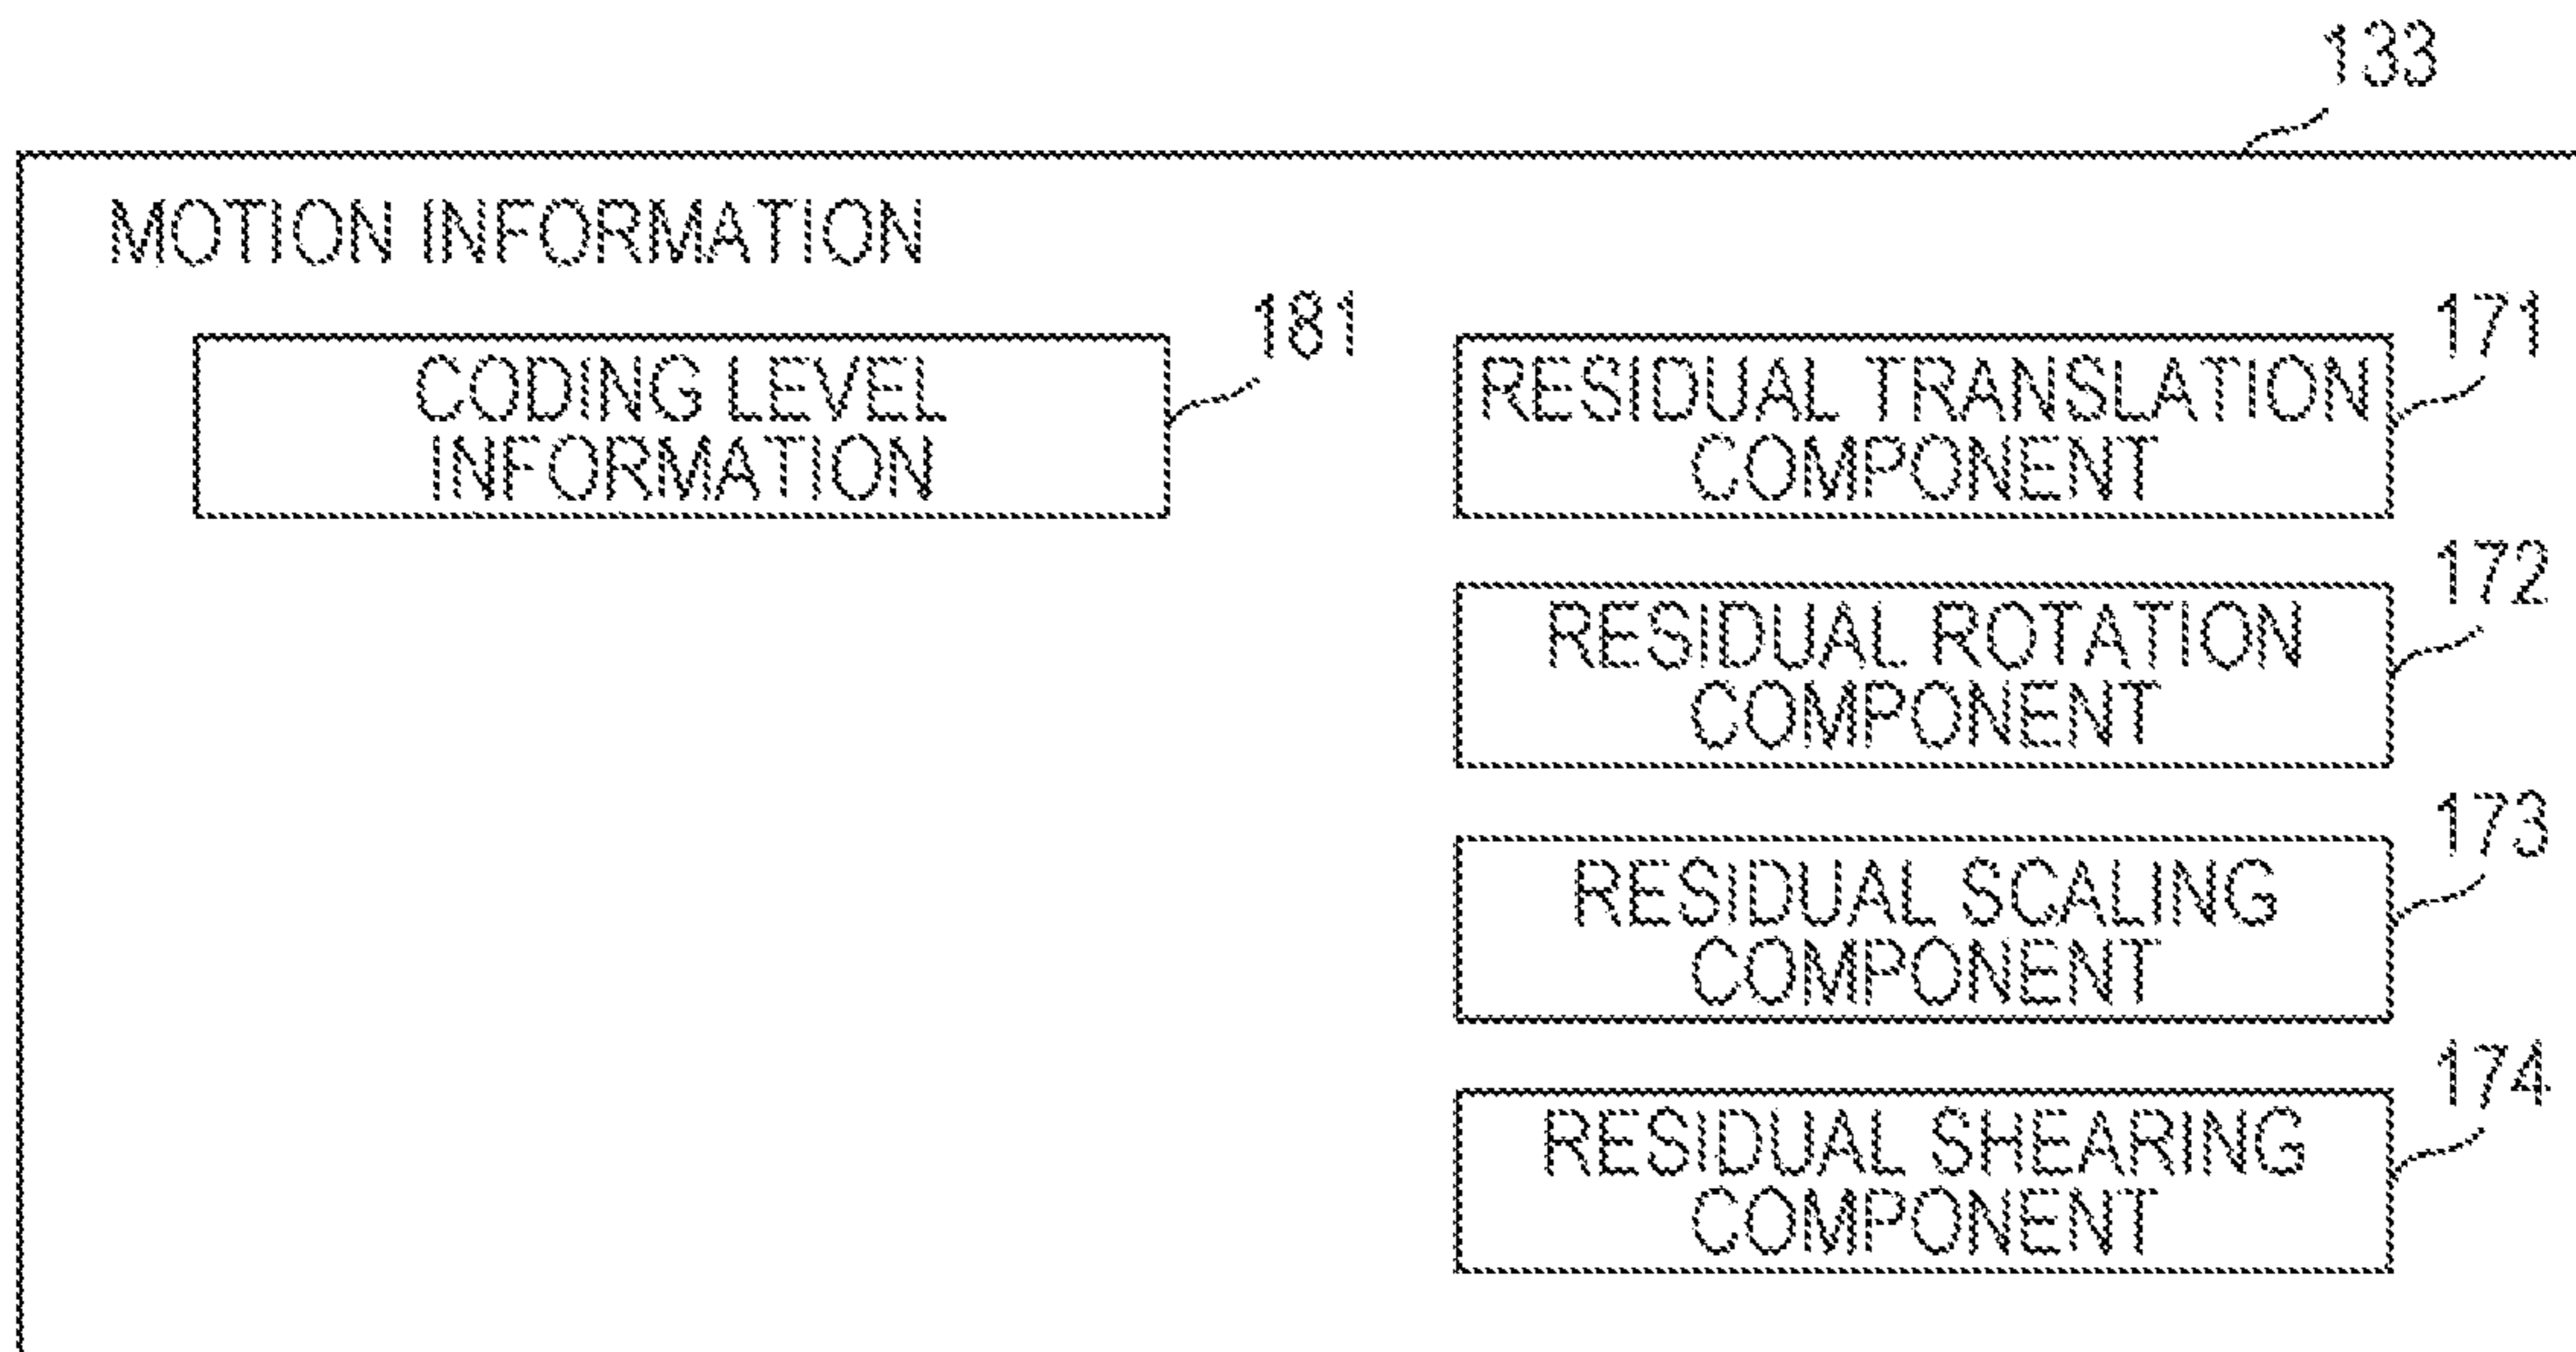 133
MOTION INFORMATION
181
CODING LEVEL
INFORMATION
171
RESIDUAL TRANSLATION
COMPONENT
172
RESIDUAL ROTATION
COMPONENT
173
RESIDUAL SCALING
COMPONENT
174
RESIDUAL SHEARING
COMPONENT